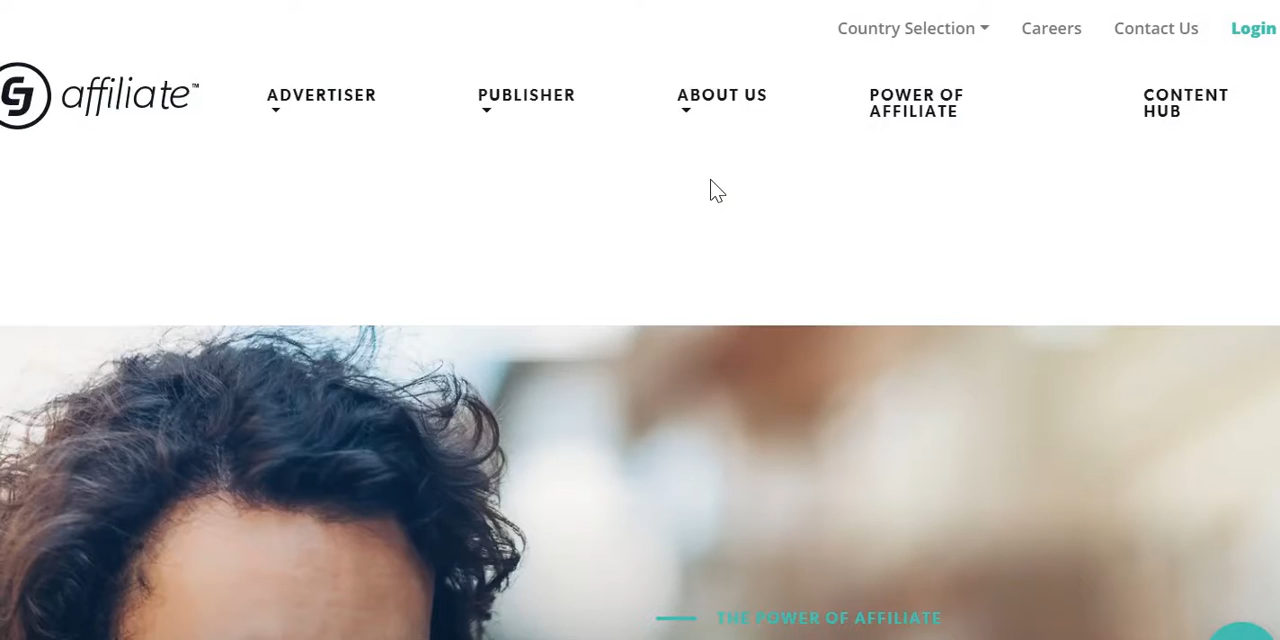 Country Selection Careers Contact Us Login
CJ affiliate™
ADVERTISER PUBLISHER ABOUT US POWER OF AFFILIATE CONTENT HUB
THE POWER OF AFFILIATE